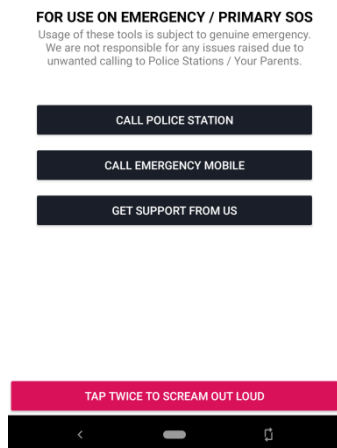 FOR USE ON EMERGENCY / PRIMARY SOS
Usage of these tools is subject to genuine emergency.
We are not responsible for any issues raised due to
unwanted calling to Police Stations / Your Parents.
CALL POLICE STATION
CALL EMERGENCY MOBILE
GET SUPPORT FROM US
TAP TWICE TO SCREAM OUT LOUD